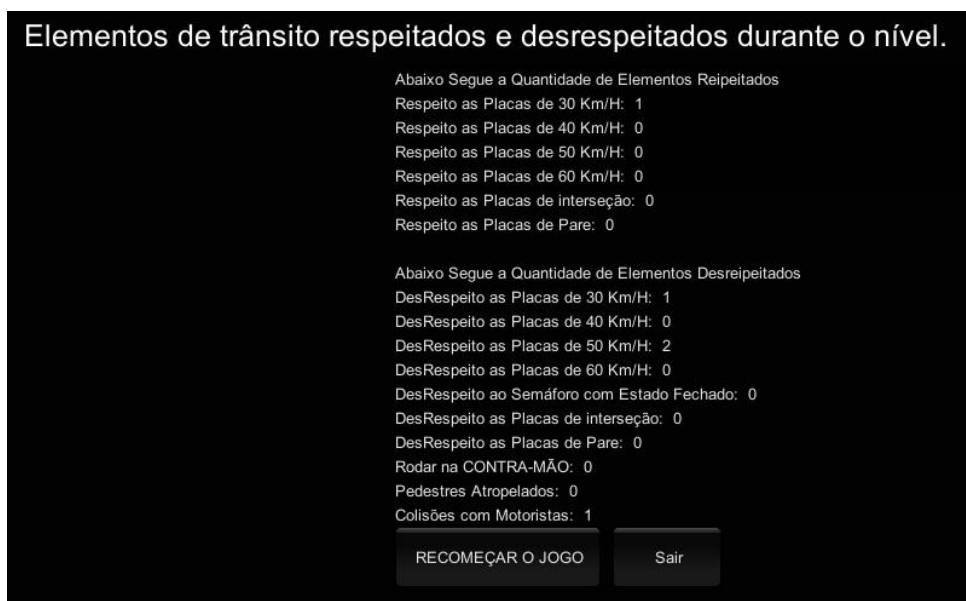 Elementos de trânsito respeitados e desrespeitados durante o nível.
Abaixo Segue a Quantidade de Elementos Reipeitados
Respeito as Placas de 30 Km/H: 1
Respeito as Placas de 40 Km/H: 0
Respeito as Placas de 50 Km/H: 0
Respeito as Placas de 60 Km/H: 0
Respeito as Placas de interseção: 0
Respeito as Placas de Pare: 0
Abaixo Segue a Quantidade de Elementos Desreipeitados
DesRespeito as Placas de 30 Km/H: 1
DesRespeito as Placas de 40 Km/H: 0
DesRespeito as Placas de 50 Km/H: 2
DesRespeito as Placas de 60 Km/H: 0
DesRespeito ao Semáforo com Estado Fechado: 0
DesRespeito as Placas de interseção: 0
DesRespeito as Placas de Pare: 0
Rodar na CONTRA-MÃO: 0
Pedestres Atropelados: 0
Colisões com Motoristas: 1
RECOMEÇAR O JOGO Sair